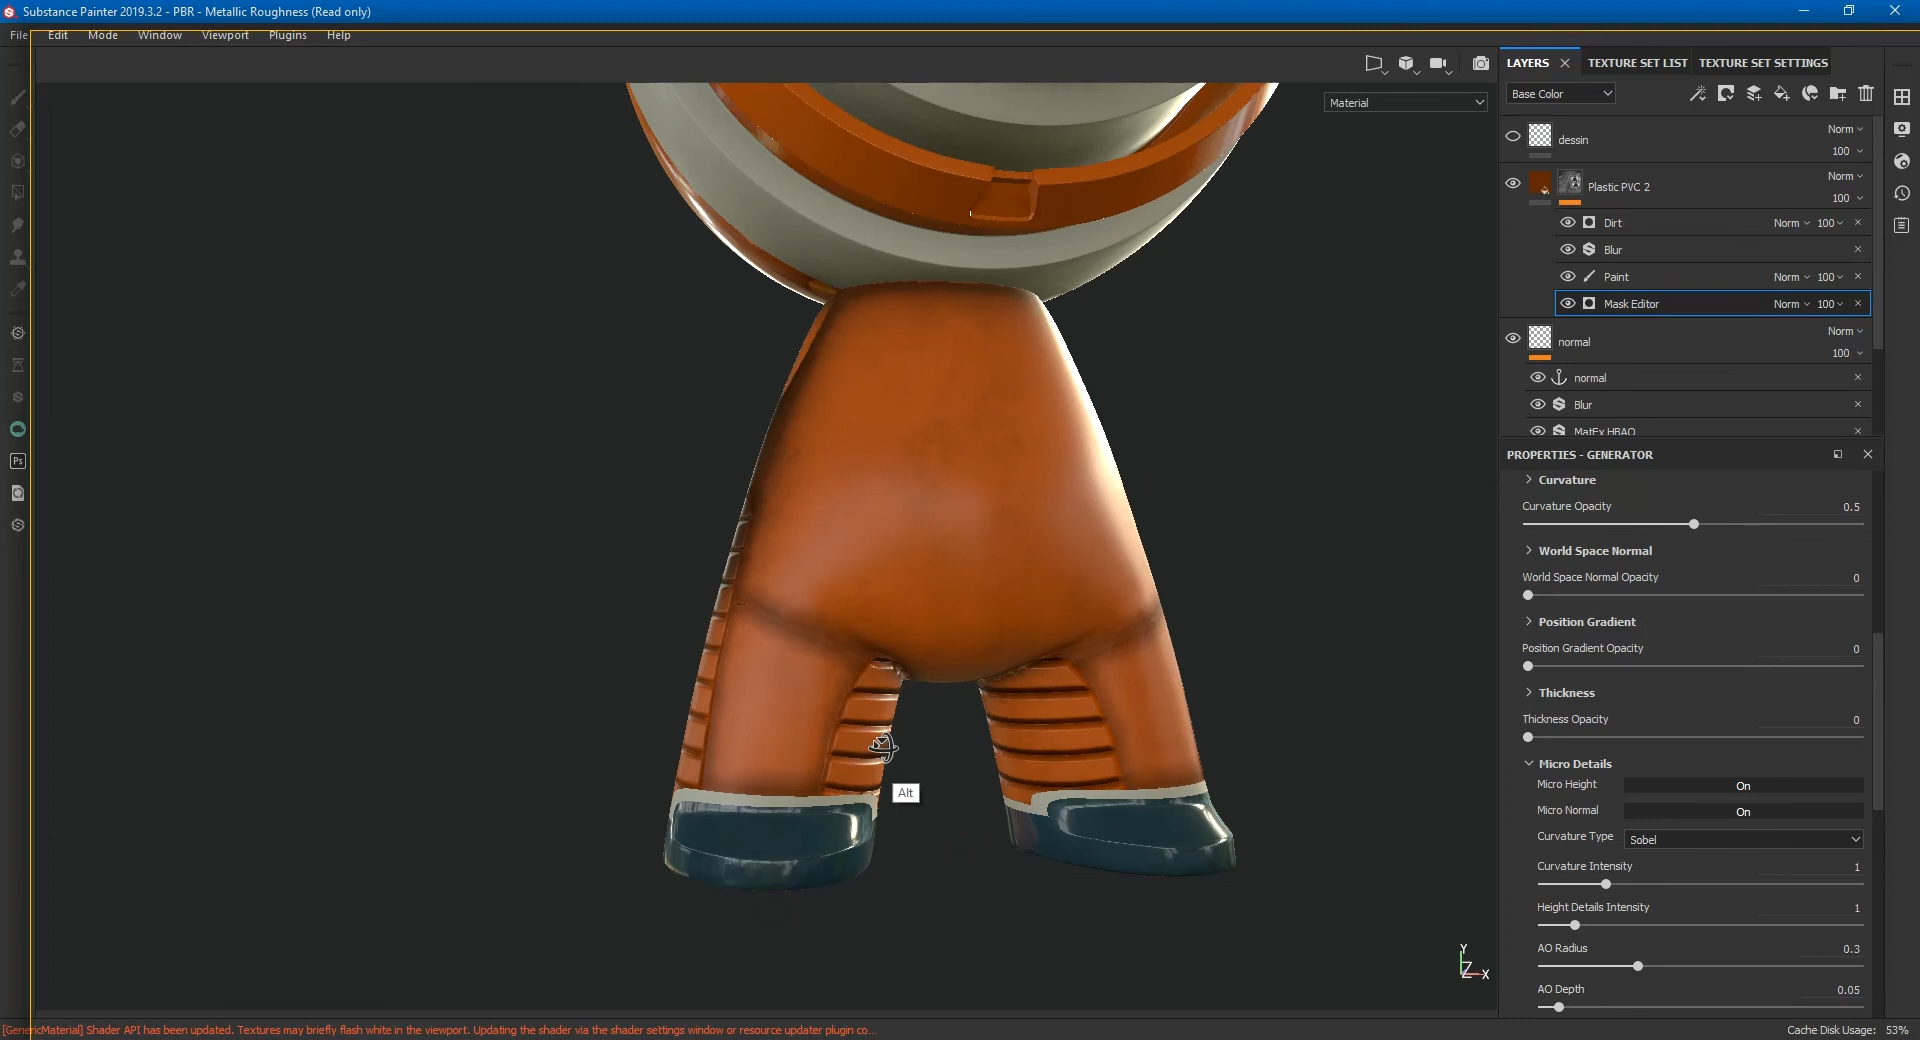 Substance Painter 2019.3.2 - PBR - Metallic Roughness (Read only)
File Edit Mode Window Viewport Plugins Help
LAYERS TEXTURE SET LIST TEXTURE SET SETTINGS
Material
Base Color
dessin Norm
100
Plastic PVC 2 Norm
100
Dirt Norm 100
Blur
Paint Norm 100
Mask Editor Norm 100
normal Norm
100
normal
Blur
MatFx HBAO
PROPERTIES - GENERATOR
Curvature
Curvature Opacity 0.5
World Space Normal
World Space Normal Opacity 0
Position Gradient
Position Gradient Opacity 0
Thickness
Thickness Opacity 0
Micro Details
Micro Height On
Micro Normal On
Curvature Type Sobel
Curvature Intensity 1
Height Details Intensity 1
AO Radius 0.3
AO Depth 0.05
Ps
Alt
Y
Z X
[GenericMaterial] Shader API has been updated. Textures may briefly flash white in the viewport. Updating the shader via the shader settings window or resource updater plugin co...
Cache Disk Usage: 53%